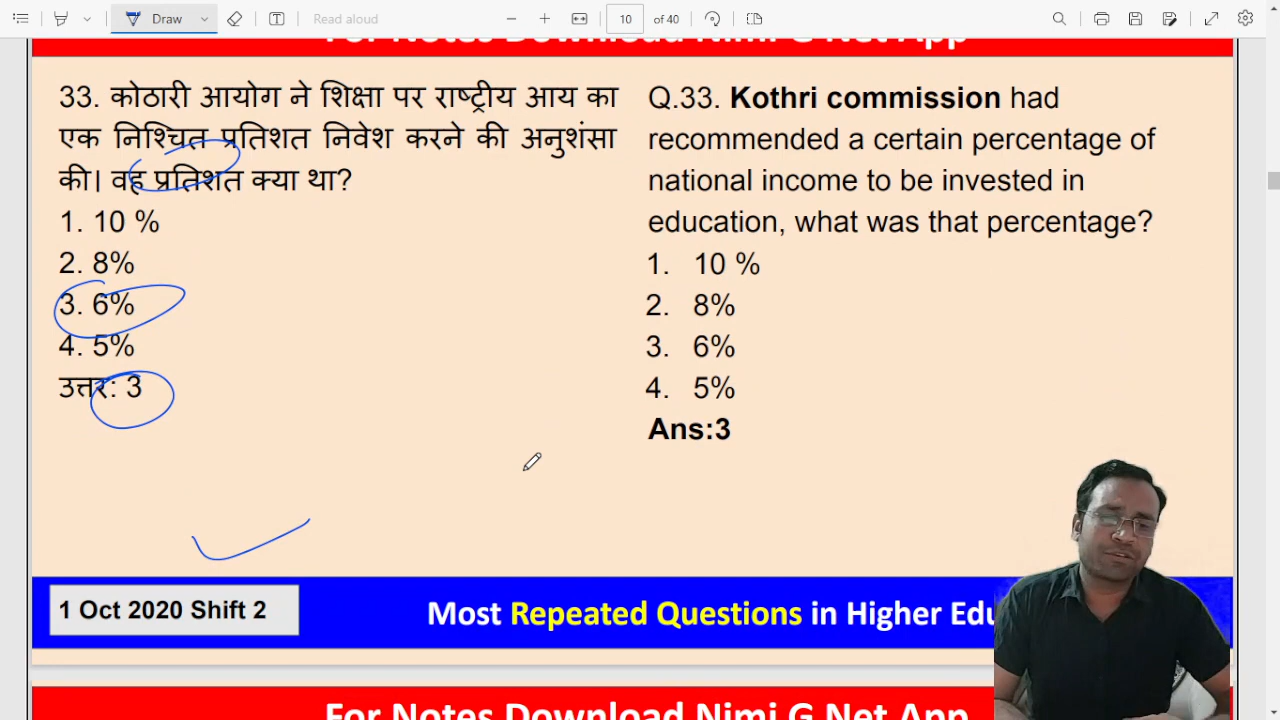 Draw
Read aloud
10 of 40
For Notes Download Nimi G Net App
33. कोठारी आयोग ने शिक्षा पर राष्ट्रीय आय का
एक निश्चित प्रतिशत निवेश करने की अनुशंसा
की। वह प्रतिशत क्या था?
1. 10 %
2. 8%
3. 6%
4. 5%
उत्तर: 3
Q.33. Kothri commission had
recommended a certain percentage of
national income to be invested in
education, what was that percentage?
1. 10 %
2. 8%
3. 6%
4. 5%
Ans:3
1 Oct 2020 Shift 2
Most Repeated Questions in Higher Edu
For Notes Download Nimi G Net App